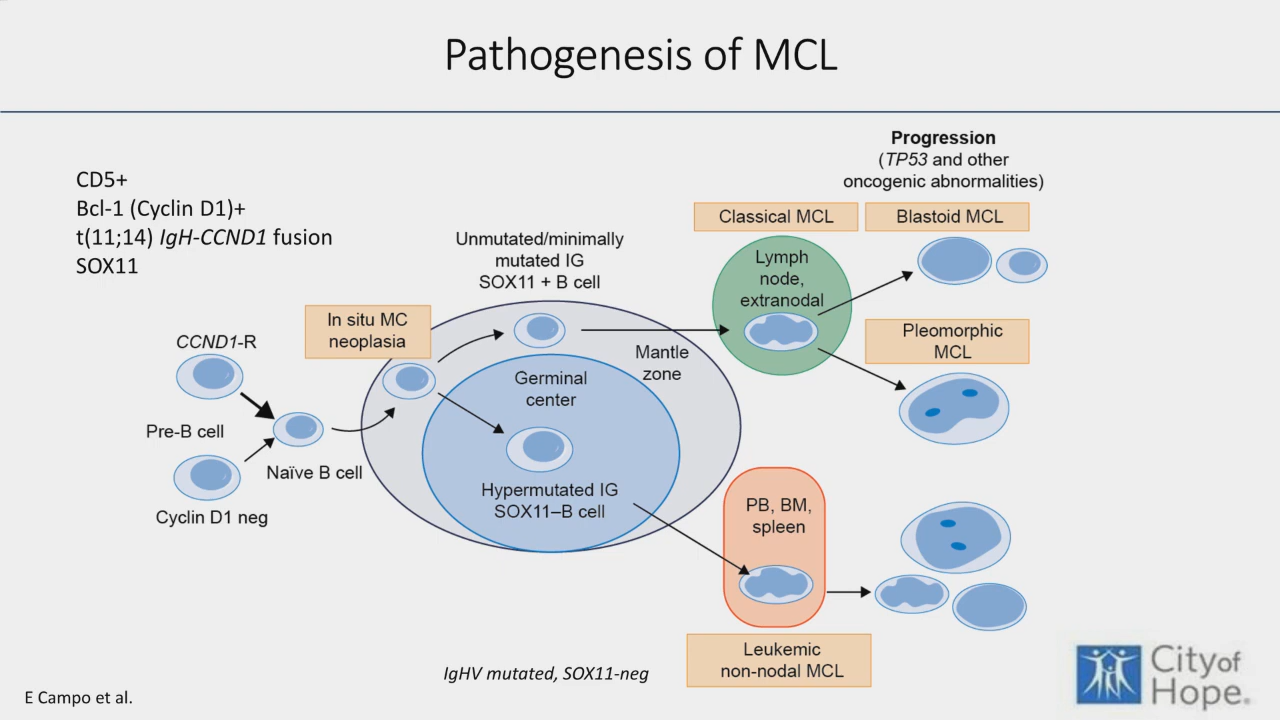 Pathogenesis of MCL
CD5+
Bcl-1 (Cyclin D1)+
t(11;14) IgH-CCND1 fusion
SOX11
Progression
(TP53 and other
oncogenic abnormalities)
Classical MCL
Blastoid MCL
Unmutated/minimally
mutated IG
SOX11 + B cell
Lymph
node,
extranodal
In situ MC
neoplasia
Pleomorphic
MCL
CCND1-R
Mantle
zone
Germinal
center
Pre-B cell
Naïve B cell
Cyclin D1 neg
Hypermutated IG
SOX11–B cell
PB, BM,
spleen
Leukemic
non-nodal MCL
IgHV mutated, SOX11-neg
E Campo et al.
City of
Hope®